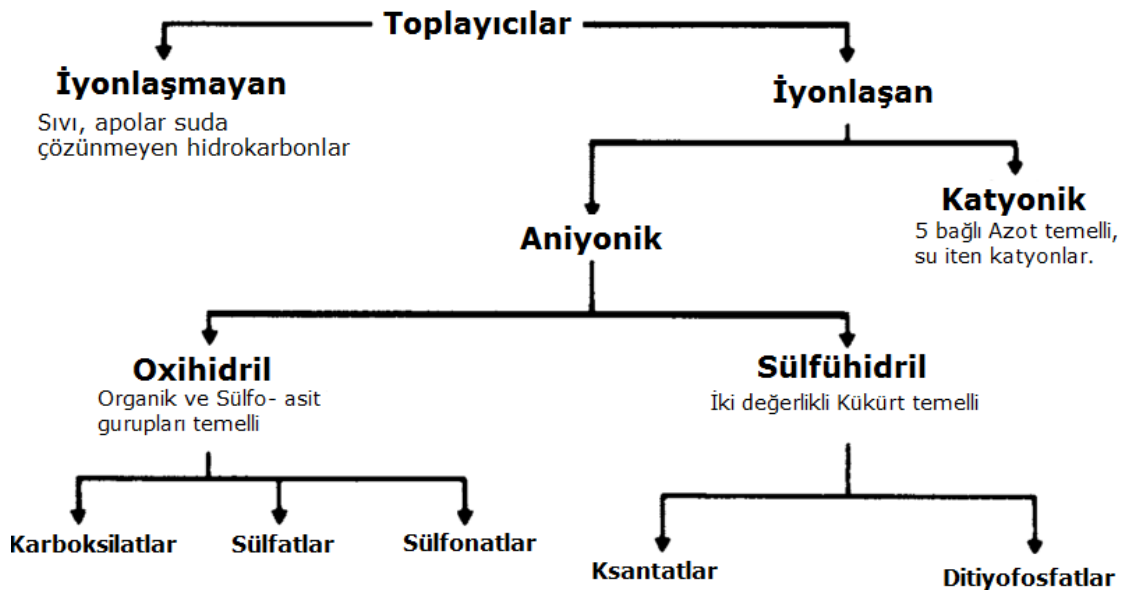 Toplayıcılar
İyonlaşmayan
Sıvı, apolar suda
çözünmeyen hidrokarbonlar
İyonlaşan
Katyonik
5 bağlı Azot temelli,
su iten katyonlar.
Aniyonik
Oxihidril
Organik ve Sülfo- asit
gurupları temelli
Sülfühidril
İki değerlikli Kükürt temelli
Karboksilatlar
Sülfatlar
Sülfonatlar
Ksantatlar
Ditiyofosfatlar